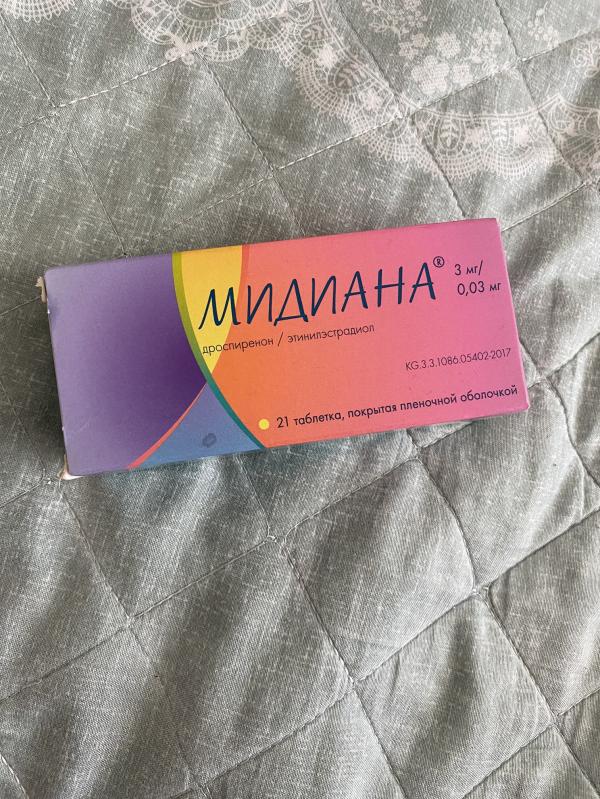 МИДИАНА®
3 мг/
0,03 мг
дроспиренон / этинилэстрадиол
KG.3.3.1086.05402-2017
21 таблетка, покрытая пленочной оболочкой